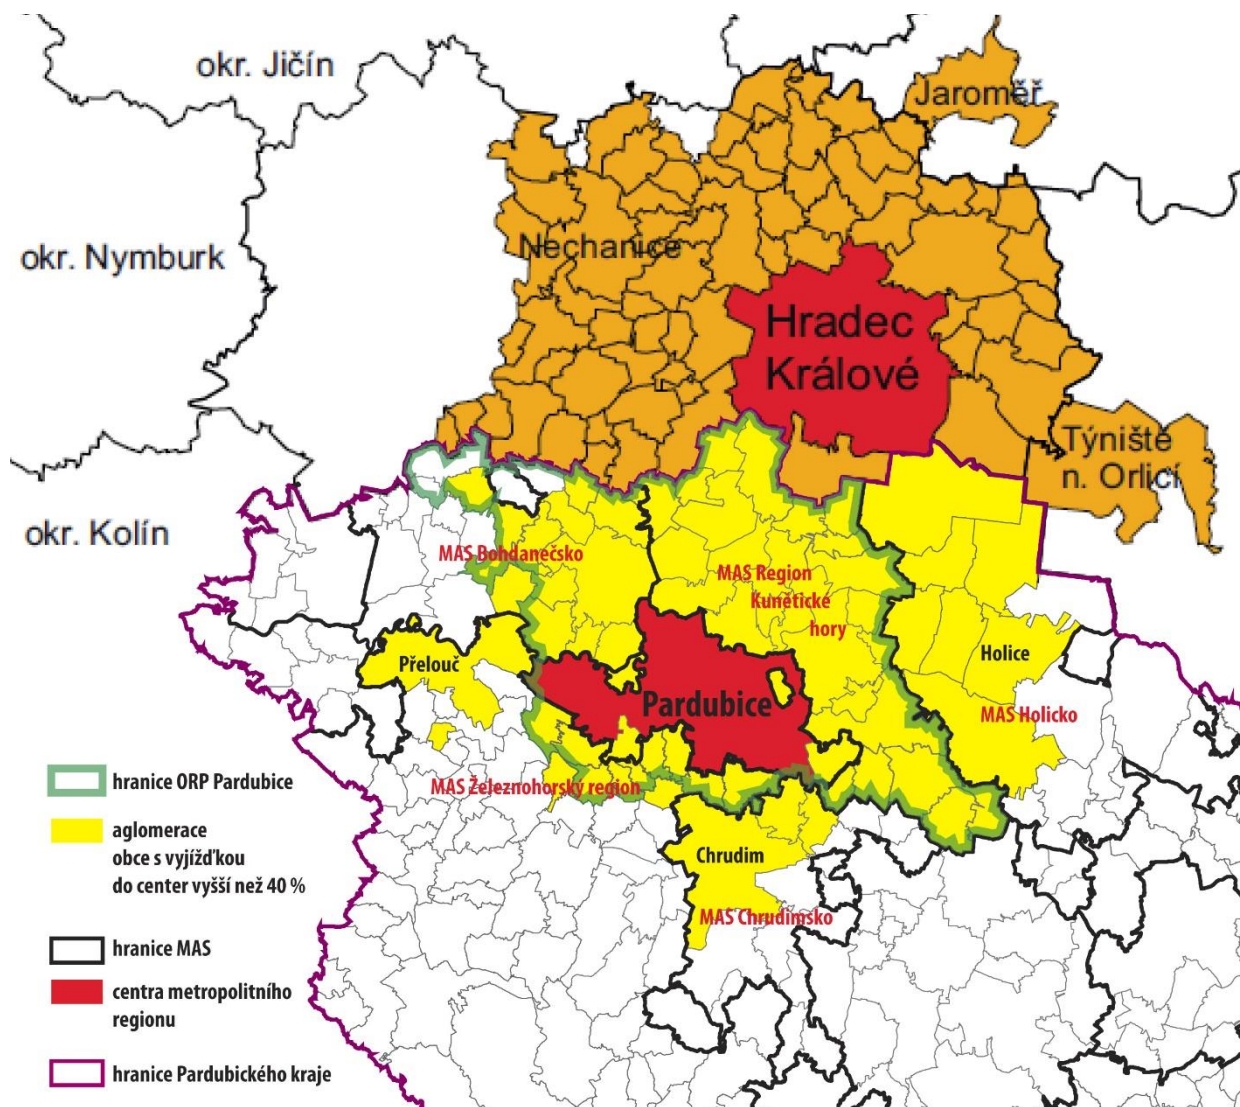 okr. Jičín
Jaroměř
okr. Nymburk
Nechanice
Hradec
Králové
Týniště
n. Orlicí
okr. Kolín
MAS Bohdanečsko
MAS Region
Kunětické
hory
Přelouč
Holice
Pardubice
MAS Holicko
MAS Železnohorský region
Chrudim
MAS Chrudimsko
hranice ORP Pardubice
aglomerace
obce s vyjížďkou
do center vyšší než 40 %
hranice MAS
centra metropolitního
regionu
hranice Pardubického kraje